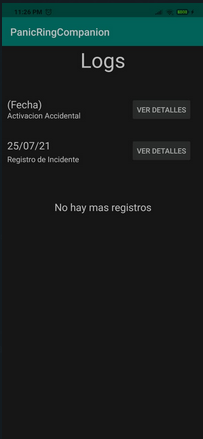 11:26 PM
PanicRingCompanion
Logs
(Fecha)
Activacion Accidental
VER DETALLES
25/07/21
Registro de Incidente
VER DETALLES
No hay mas registros